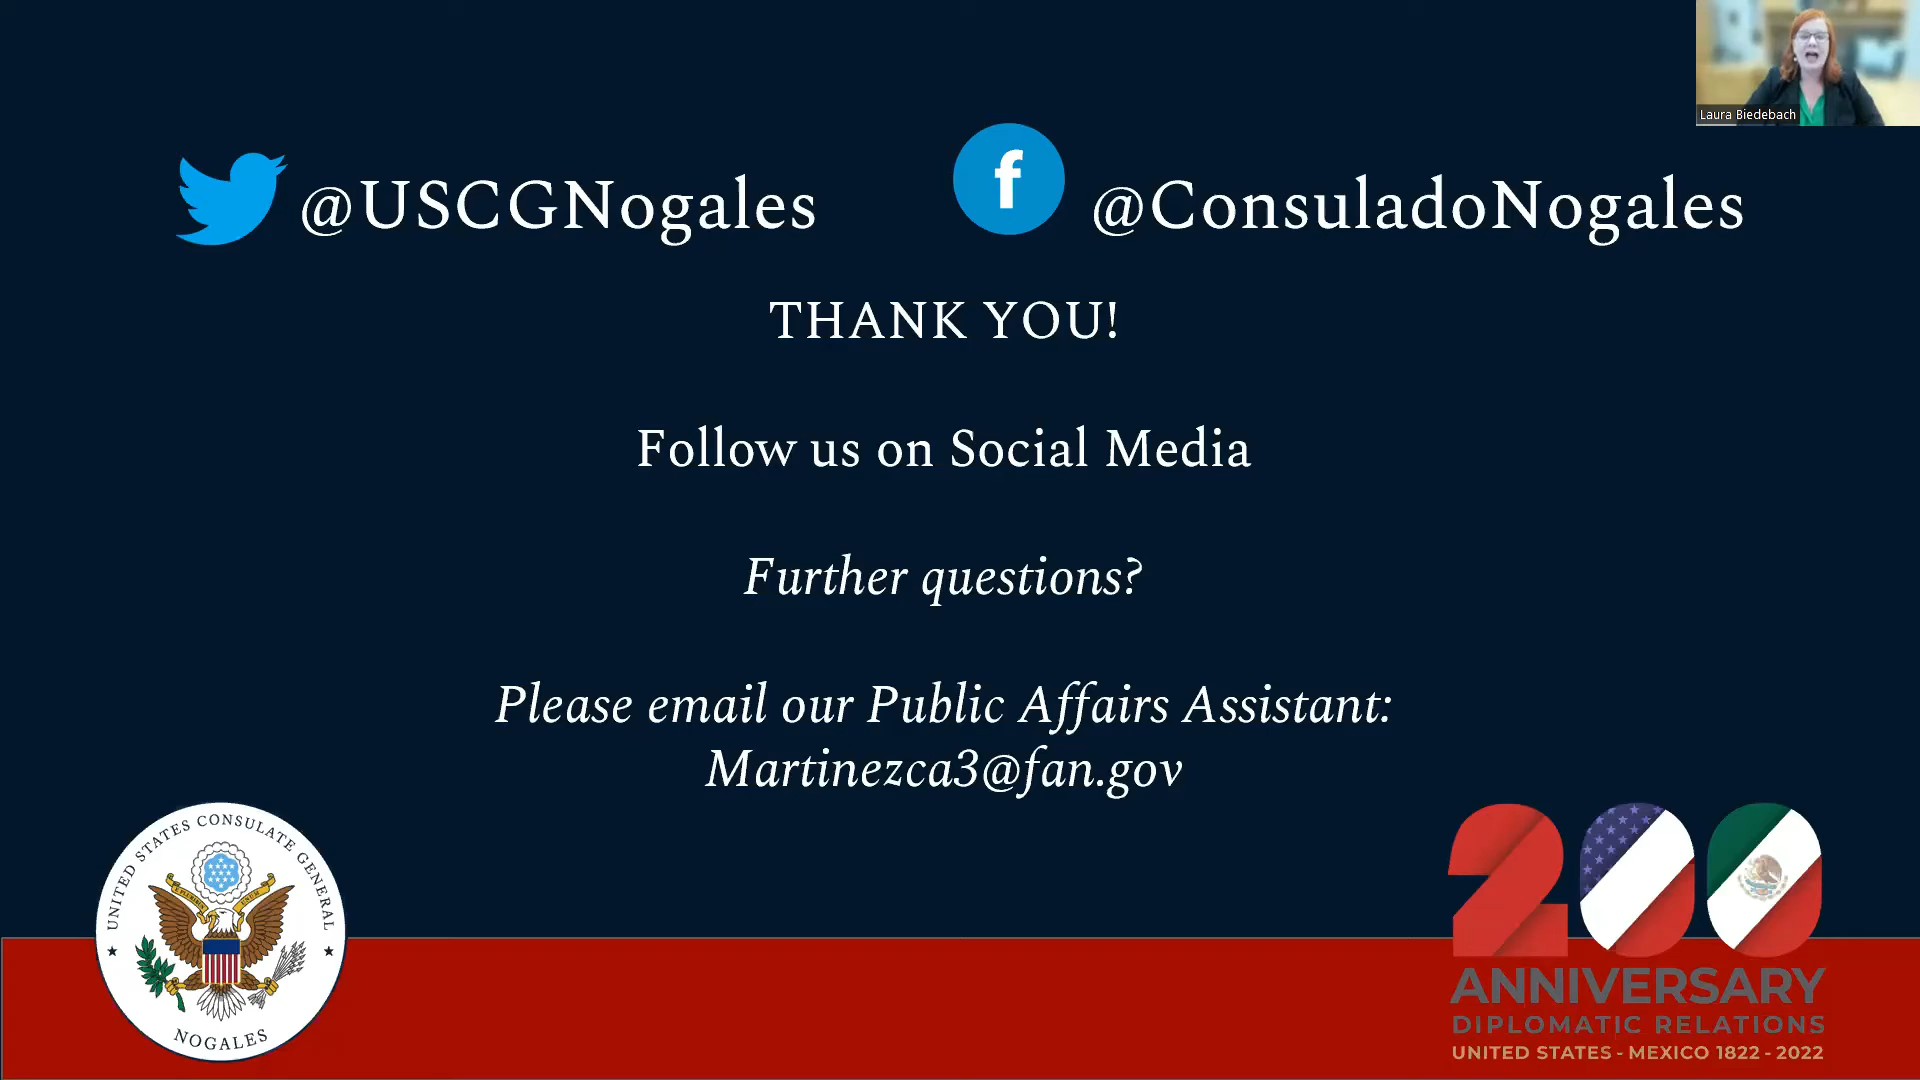 Laura Biedebach
@USCGNogales
@ConsuladoNogales
THANK YOU!
Follow us on Social Media
Further questions?
Please email our Public Affairs Assistant:
Martinezca3@fan.gov
UNITED STATES CONSULATE GENERAL
NOGALES
200
ANNIVERSARY
DIPLOMATIC RELATIONS
UNITED STATES - MEXICO 1822 - 2022